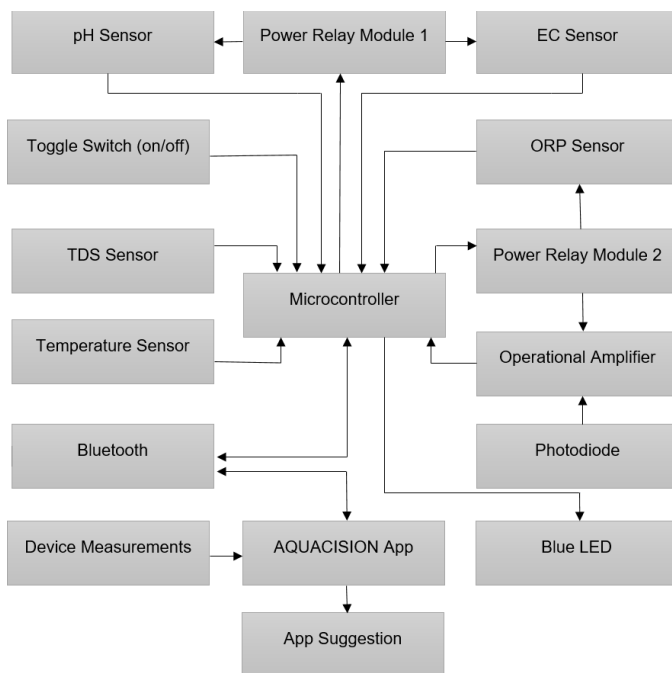 pH Sensor
Power Relay Module 1
EC Sensor
Toggle Switch (on/off)
ORP Sensor
TDS Sensor
Power Relay Module 2
Microcontroller
Temperature Sensor
Operational Amplifier
Bluetooth
Photodiode
Device Measurements
AQUACISION App
Blue LED
App Suggestion